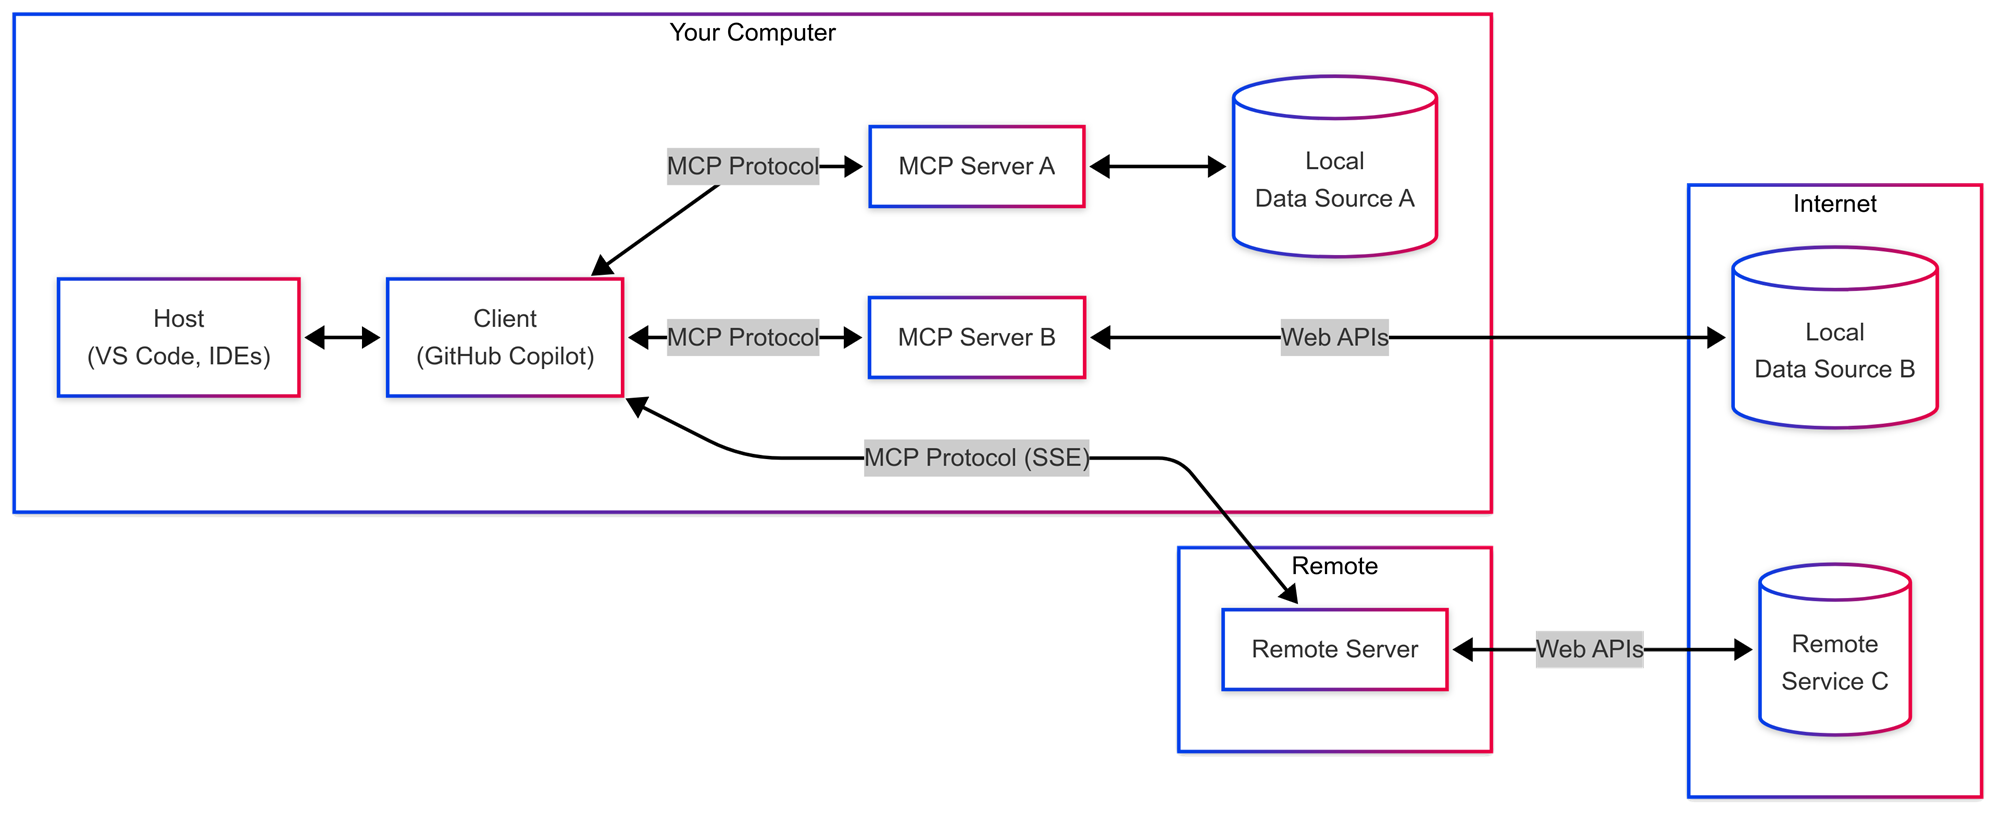 Your Computer
MCP Protocol
MCP Server A
Local
Data Source A
Host
(VS Code, IDEs)
Client
(GitHub Copilot)
MCP Protocol
MCP Server B
Web APIs
MCP Protocol (SSE)
Internet
Local
Data Source B
Remote
Remote Server
Web APIs
Remote
Service C